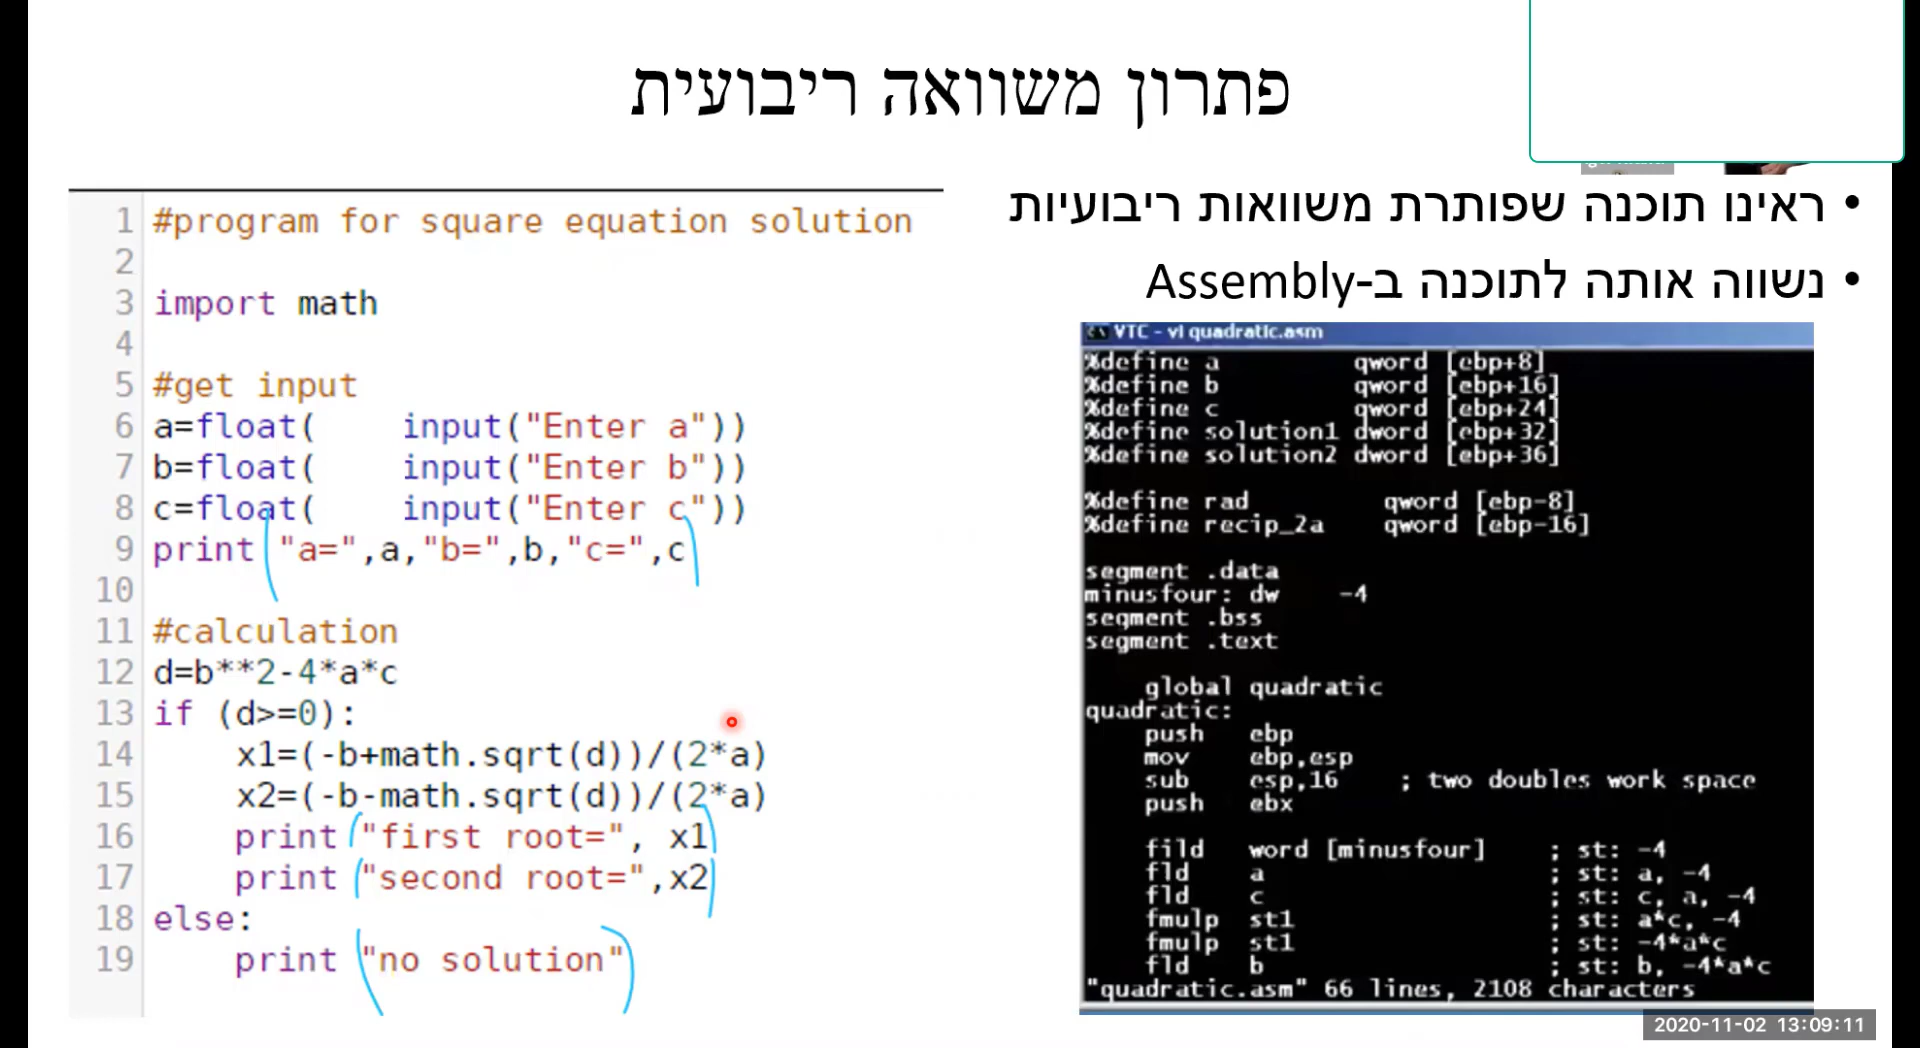 פתרון משוואה ריבועית
• ראינו תוכנה שפותרת משוואות ריבועיות
• נשווה אותה לתוכנה ב-Assembly
1 #program for square equation solution
2
3 import math
4
5 #get input
6 a=float(    input("Enter a"))
7 b=float(    input("Enter b"))
8 c=float(    input("Enter c"))
9 print ("a=",a,"b=",b,"c=",c)
10
11 #calculation
12 d=b**2-4*a*c
13 if (d>=0):
14     x1=(-b+math.sqrt(d))/(2*a)
15     x2=(-b-math.sqrt(d))/(2*a)
16     print ("first root=", x1)
17     print ("second root=",x2)
18 else:
19     print ("no solution")
VTC - vi quadratic.asm
%define a         qword [ebp+8]
%define b         qword [ebp+16]
%define c         qword [ebp+24]
%define solution1 dword [ebp+32]
%define solution2 dword [ebp+36]
%define rad         qword [ebp-8]
%define recip_2a    qword [ebp-16]
segment .data
minusfour: dw    -4
segment .bss
segment .text
    global quadratic
quadratic:
    push   ebp
    mov    ebp,esp
    sub    esp,16    ; two doubles work space
    push   ebx
    fild   word [minusfour]    ; st: -4
    fld    a                   ; st: a, -4
    fld    c                   ; st: c, a, -4
    fmulp  st1                 ; st: a*c, -4
    fmulp  st1                 ; st: -4*a*c
    fld    b                   ; st: b, -4*a*c
"quadratic.asm" 66 lines, 2108 characters
2020-11-02 13:09:11